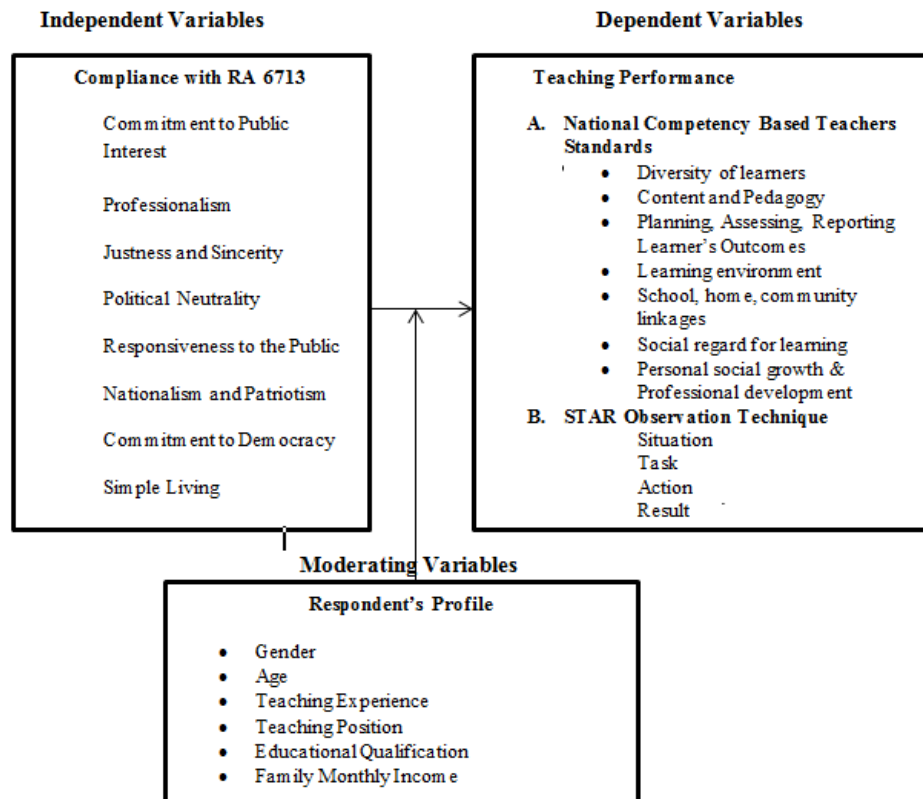 Independent Variables
Compliance with RA 6713
Commitment to Public
Interest
Professionalism
Justness and Sincerity
Political Neutrality
Responsiveness to the Public
Nationalism and Patriotism
Commitment to Democracy
Simple Living
Dependent Variables
Teaching Performance
A. National Competency Based Teachers
Standards
• Diversity of learners
• Content and Pedagogy
• Planning, Assessing, Reporting
Learner's Outcomes
• Learning environment
• School, home, community
linkages
• Social regard for learning
• Personal social growth &
Professional development
B. STAR Observation Technique
Situation
Task
Action
Result
Moderating Variables
Respondent's Profile
• Gender
• Age
• Teaching Experience
• Teaching Position
• Educational Qualification
• Family Monthly Income